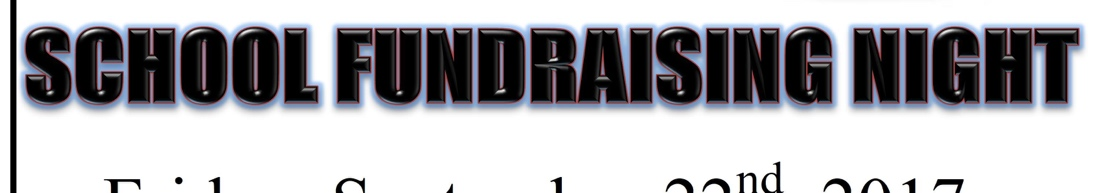 SCHOOL FUNDRAISING NIGHT
Friday, September 22nd, 2017